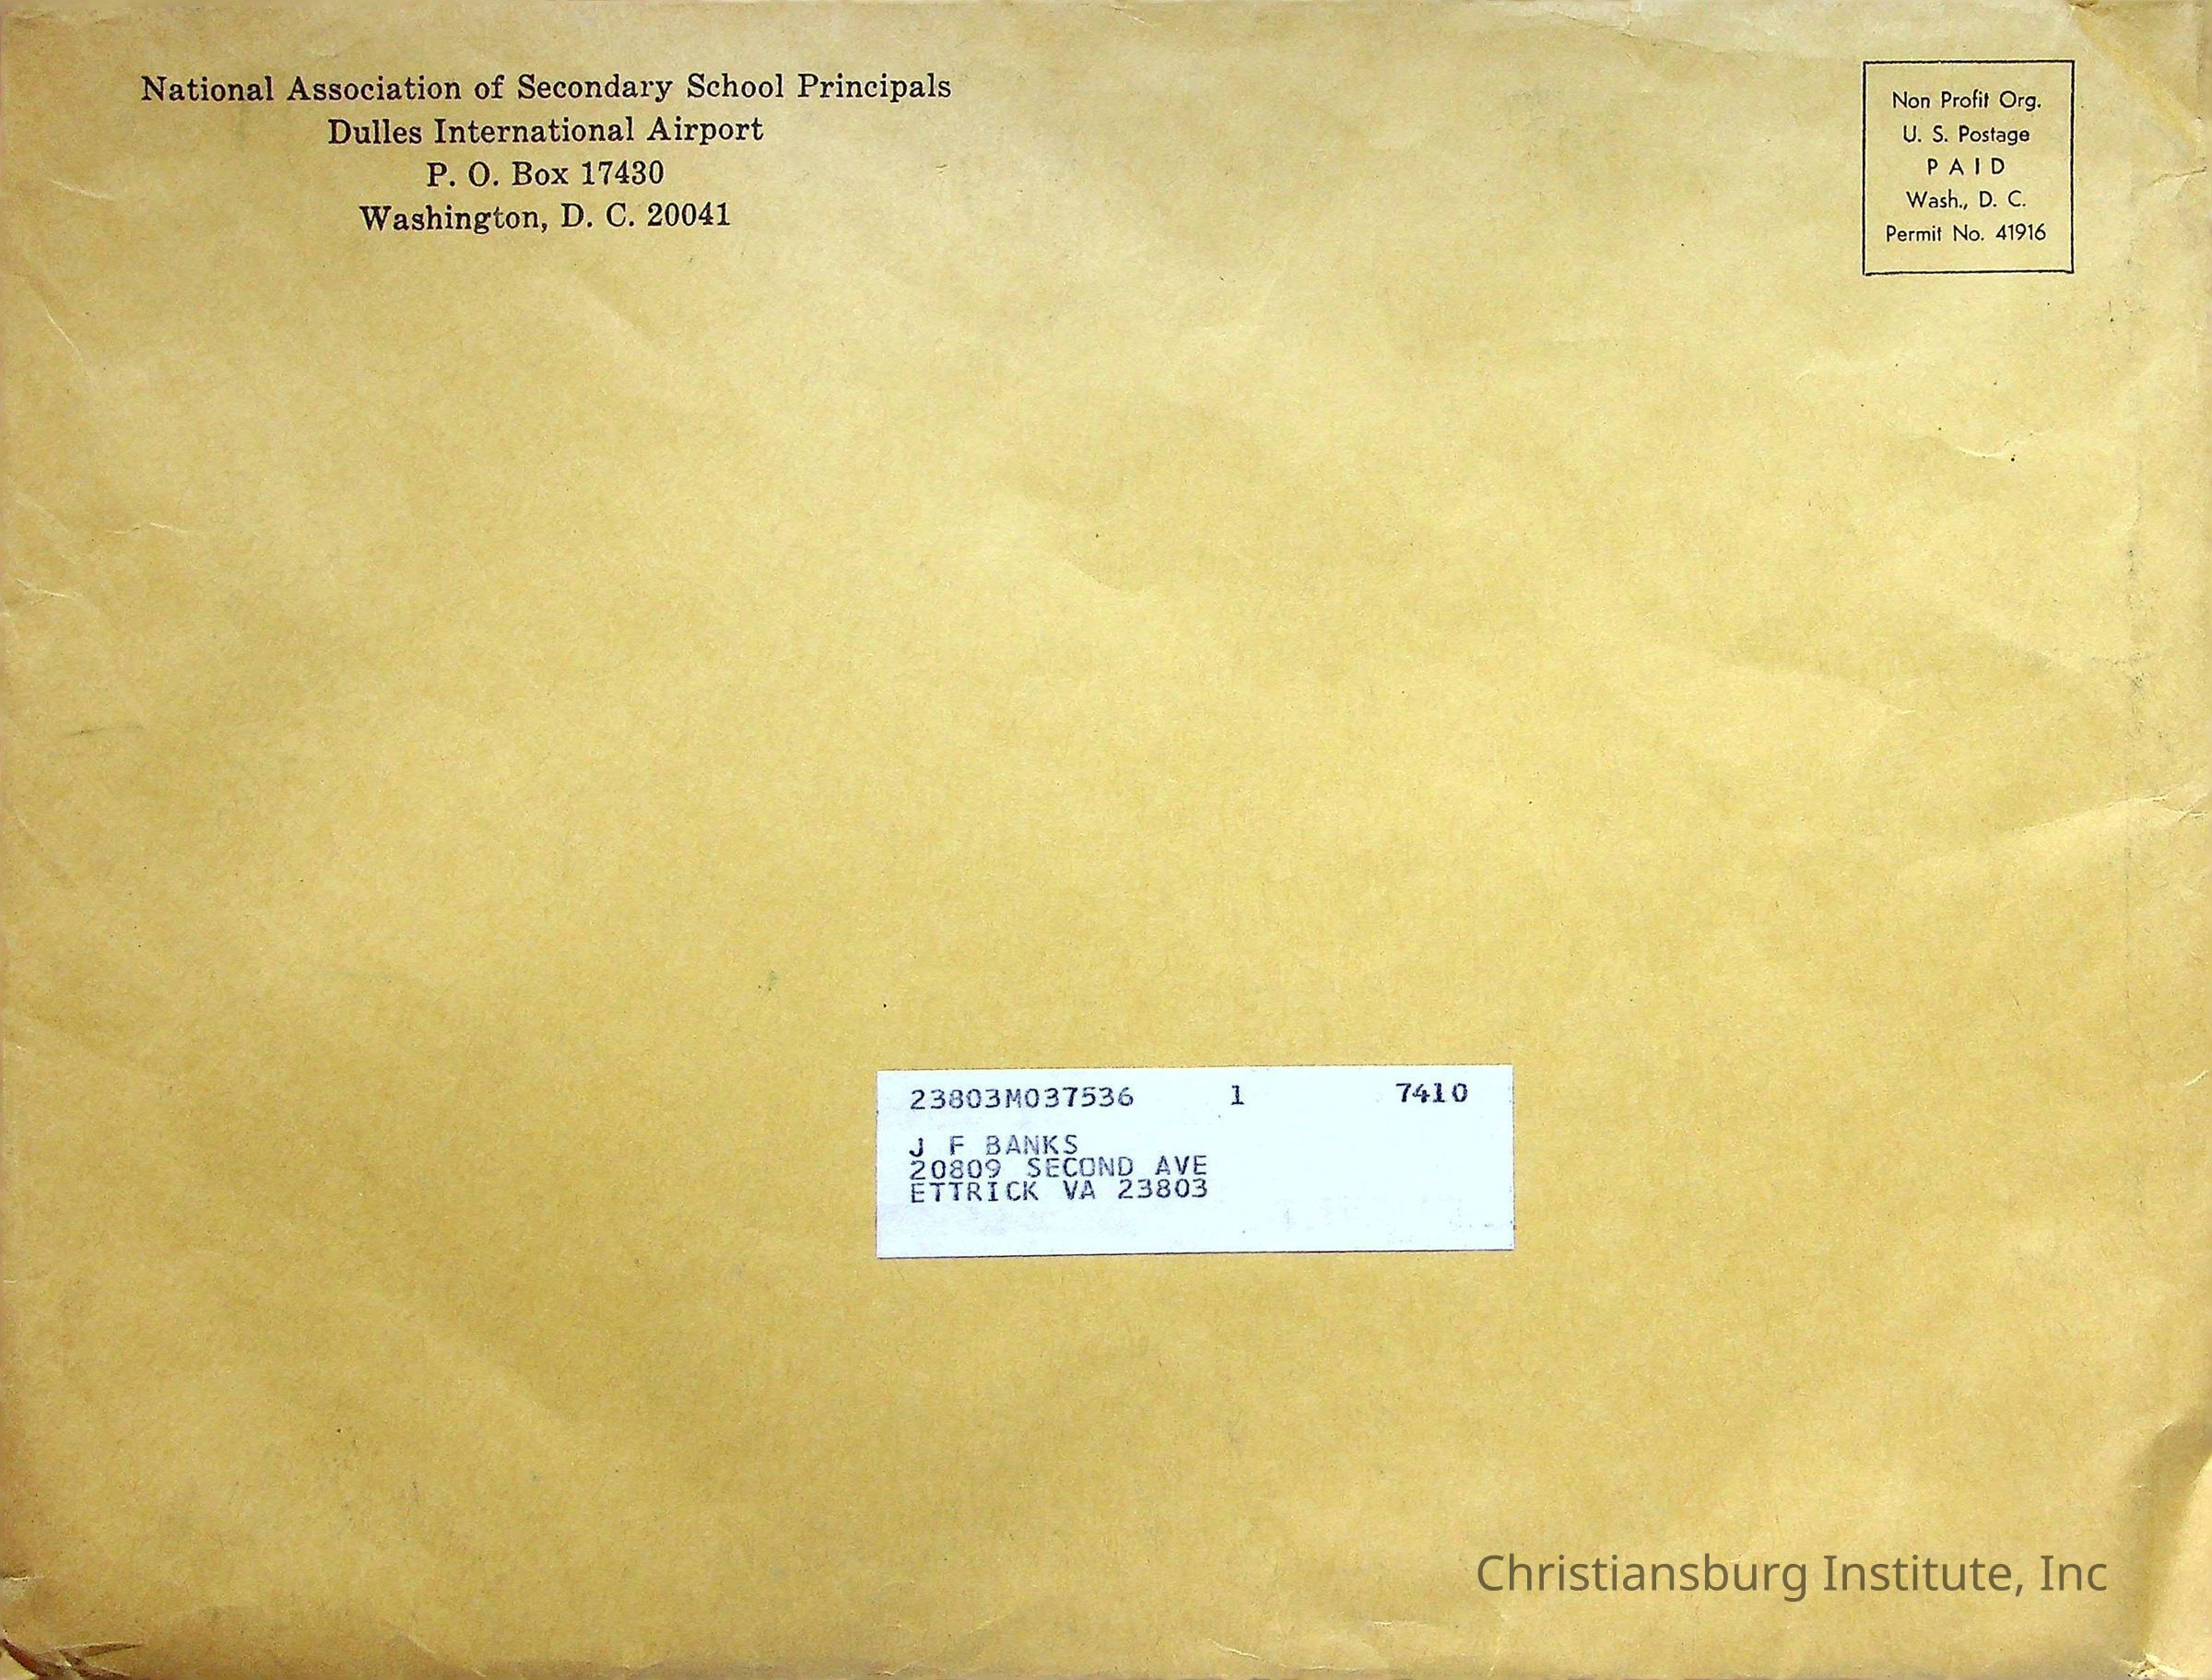 National Association of Secondary School Principals
Dulles International Airport
P. O. Box 17430
Washington, D. C. 20041
Non Profit Org.
U. S. Postage
PAID
Wash., D. C.
Permit No. 41916
23803M037536 1 7410
J F BANKS
20809 SECOND AVE
ETTRICK VA 23803
Christiansburg Institute, Inc